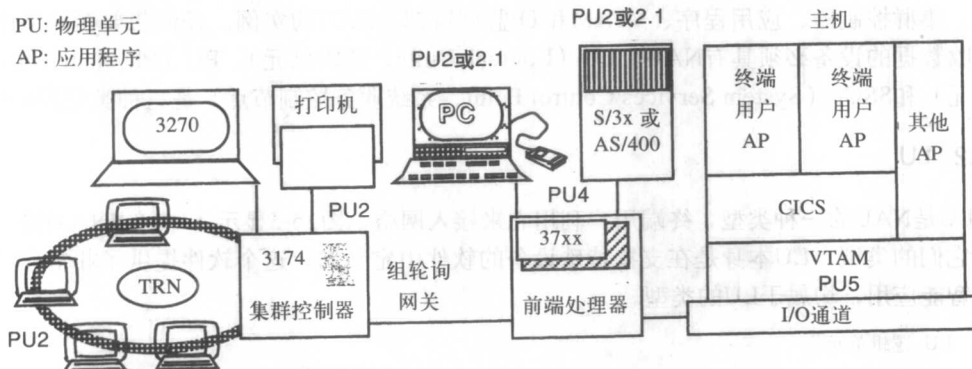 PU: 物理单元
AP: 应用程序
3270
打印机
PU2或2.1
PC
PU2或2.1
S/3x 或
AS/400
主机
终端
用户
AP
终端
用户
AP
其他
AP
CICS
VTAM
PU5
I/O通道
PU4
37xx
前端处理器
组轮询
网关
PU2
3174
集群控制器
TRN
PU2